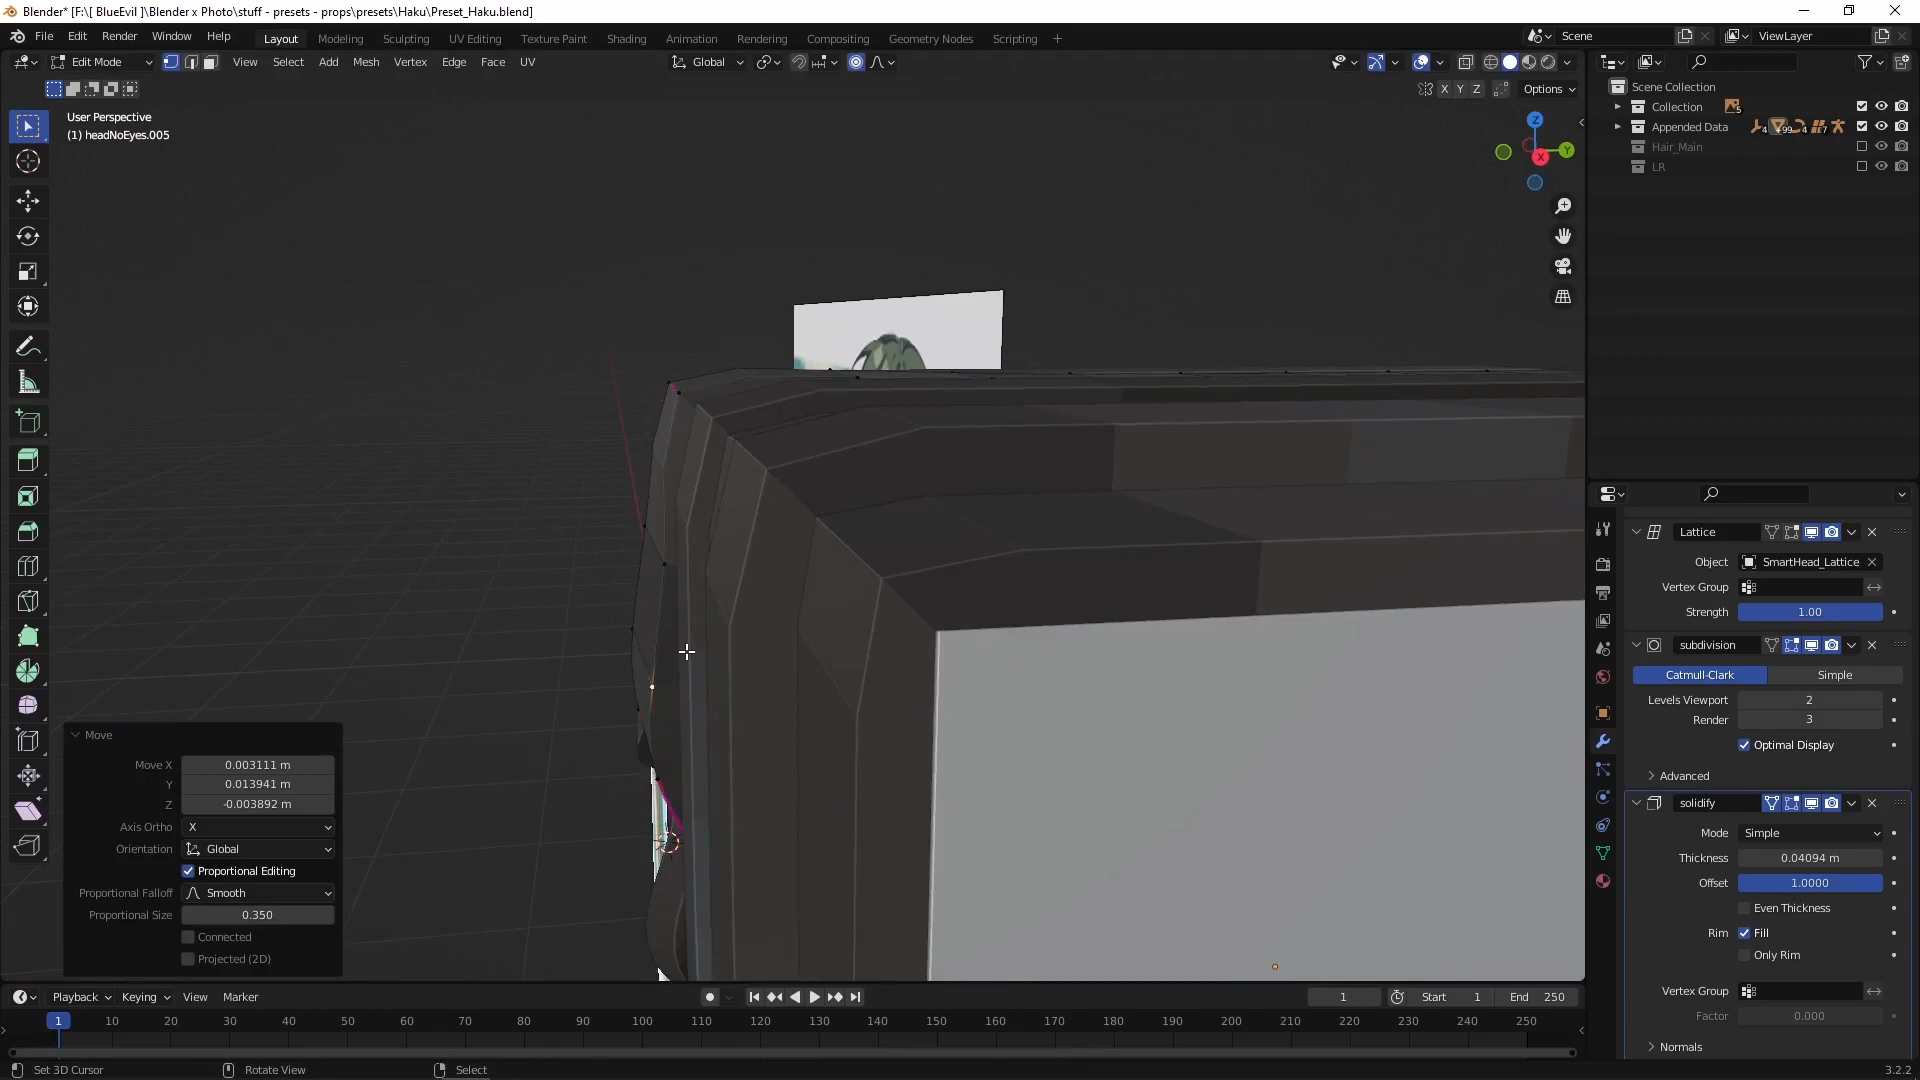 Blender* [F:\[ BlueEvil ]\Blender x Photo\stuff - presets - props\presets\Haku\Preset_Haku.blend]
File Edit Render Window Help
Layout Modeling Sculpting UV Editing Texture Paint Shading Animation Rendering Compositing Geometry Nodes Scripting +
Scene
ViewLayer
Edit Mode View Select Add Mesh Vertex Edge Face UV
Global
X Y Z Options
User Perspective
(1) headNoEyes.005
Z
Y
X
Scene Collection
Collection 5
Appended Data 4 +99 4 7
Hair_Main
LR
Lattice
Object SmartHead_Lattice
Vertex Group
Strength 1.00
subdivision
Catmull-Clark Simple
Levels Viewport 2
Render 3
Optimal Display
Advanced
solidify
Mode Simple
Thickness 0.04094 m
Offset 1.0000
Even Thickness
Rim Fill
Only Rim
Vertex Group
Factor 0.000
Normals
Move
Move X 0.003111 m
Y 0.013941 m
Z -0.003892 m
Axis Ortho X
Orientation Global
Proportional Editing
Proportional Falloff Smooth
Proportional Size 0.350
Connected
Projected (2D)
Playback Keying View Marker
1 Start 1 End 250
1 10 20 30 40 50 60 70 80 90 100 110 120 130 140 150 160 170 180 190 200 210 220 230 240 250
Set 3D Cursor Rotate View Select 3.2.2